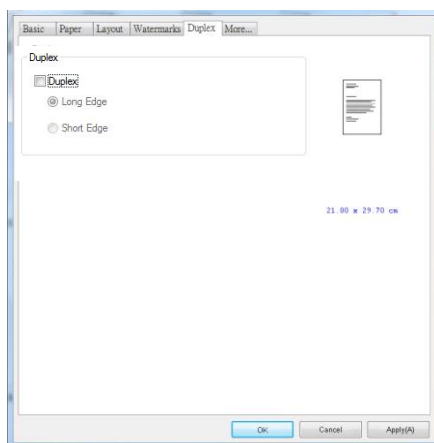 Basic Paper Layout Watermarks Duplex More...
Duplex
Duplex
Long Edge
Short Edge
21.00 x 29.70 cm
OK Cancel Apply(A)